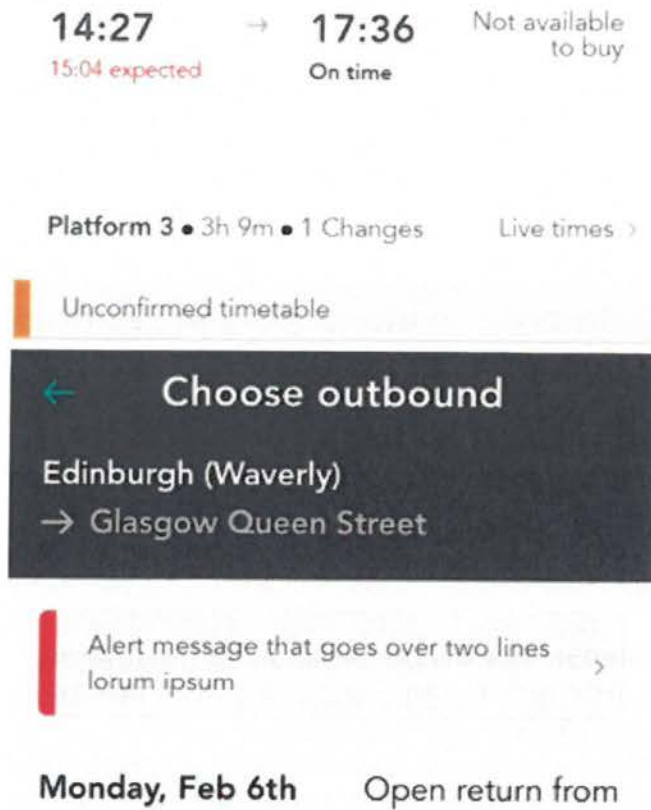 14:27 → 17:36 Not available
to buy
15:04 expected On time
Platform 3 • 3h 9m • 1 Changes Live times >
Unconfirmed timetable
← Choose outbound
Edinburgh (Waverly)
→ Glasgow Queen Street
Alert message that goes over two lines >
lorum ipsum
Monday, Feb 6th Open return from